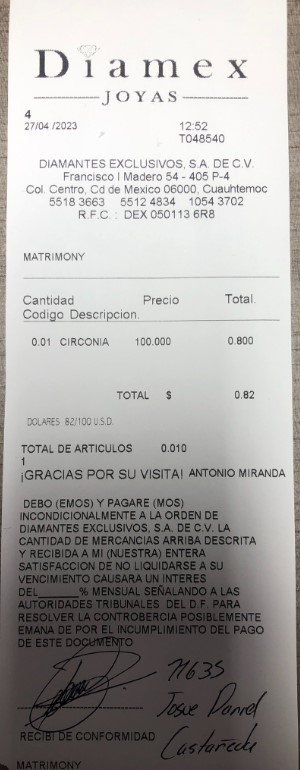 Diamex
JOYAS
4
27/04 /2023 12:52
T048540
DIAMANTES EXCLUSIVOS, S.A. DE C.V.
Francisco I Madero 54 - 405 P-4
Col. Centro, Cd de Mexico 06000, Cuauhtemoc
5518 3663 5512 4834 1054 3702
R.F.C. : DEX 050113 6R8
MATRIMONY
Cantidad Precio Total.
Codigo Descripcion.
0.01 CIRCONIA 100.000 0.800
TOTAL $ 0.82
DOLARES 82/100 U.S.D.
TOTAL DE ARTICULOS 0.010
1
¡GRACIAS POR SU VISITA! ANTONIO MIRANDA
DEBO (EMOS) Y PAGARE (MOS)
INCONDICIONALMENTE A LA ORDEN DE
DIAMANTES EXCLUSIVOS, S.A. DE C.V. LA
CANTIDAD DE MERCANCIAS ARRIBA DESCRITA
Y RECIBIDA A MI (NUESTRA) ENTERA
SATISFACCION DE NO LIQUIDARSE A SU
VENCIMIENTO CAUSARA UN INTERES
DEL_____% MENSUAL SEÑALANDO A LAS
AUTORIDADES TRIBUNALES DEL D.F. PARA
RESOLVER LA CONTROBERCIA POSIBLEMENTE
EMANA DE POR EL INCUMPLIMIENTO DEL PAGO
DE ESTE DOCUMENTO
71635
Josue Daniel
Castañeda
RECIBI DE CONFORMIDAD
MATRIMONY